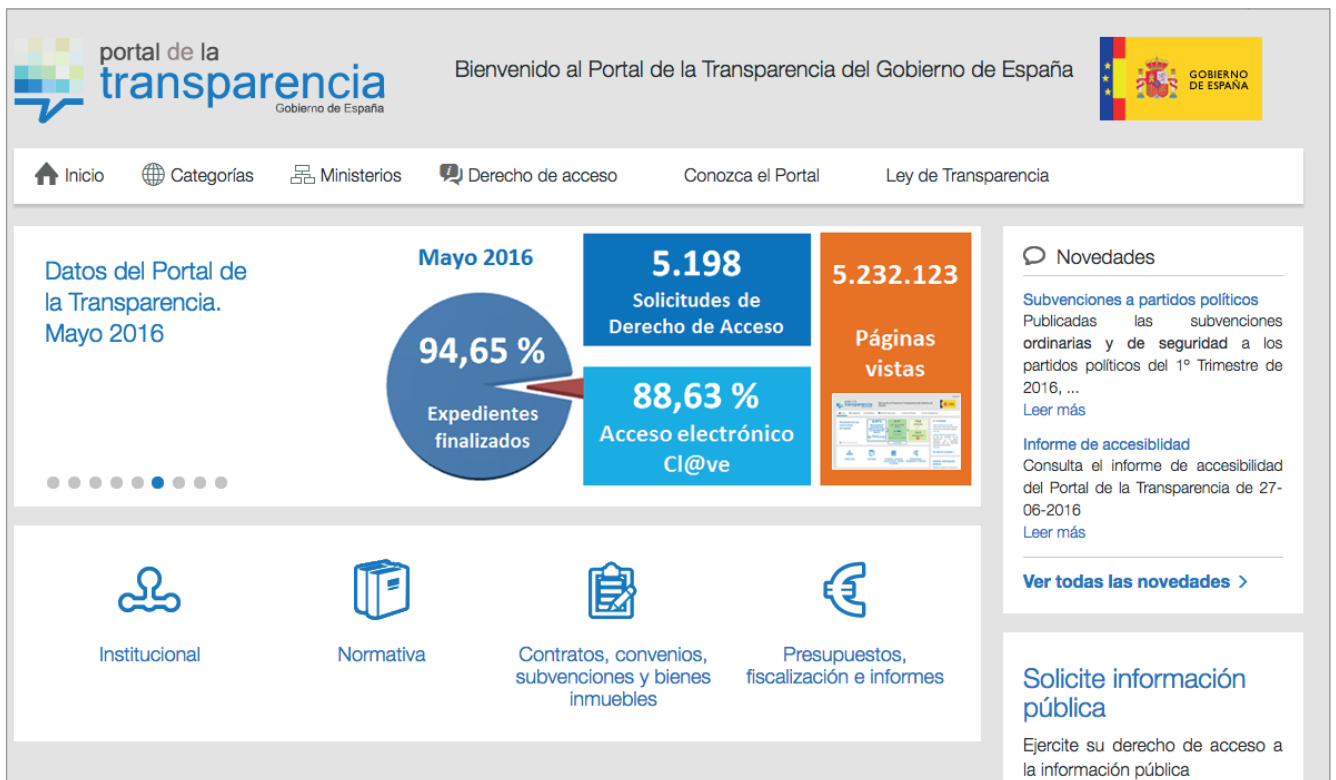 portal de la
transparencia
Gobierno de España
Bienvenido al Portal de la Transparencia del Gobierno de España
GOBIERNO
DE ESPAÑA
Inicio
Categorías
Ministerios
Derecho de acceso
Conozca el Portal
Ley de Transparencia
Datos del Portal de
la Transparencia.
Mayo 2016
Mayo 2016
94,65 %
Expedientes
finalizados
5.198
Solicitudes de
Derecho de Acceso
88,63 %
Acceso electrónico
Cl@ve
5.232.123
Páginas
vistas
Institucional
Normativa
Contratos, convenios,
subvenciones y bienes
inmuebles
Presupuestos,
fiscalización e informes
Novedades
Subvenciones a partidos políticos
Publicadas las subvenciones
ordinarias y de seguridad a los
partidos políticos del 1º Trimestre de
2016, ...
Leer más
Informe de accesiblidad
Consulta el informe de accesibilidad
del Portal de la Transparencia de 27-
06-2016
Leer más
Ver todas las novedades >
Solicite información
pública
Ejercite su derecho de acceso a
la información pública